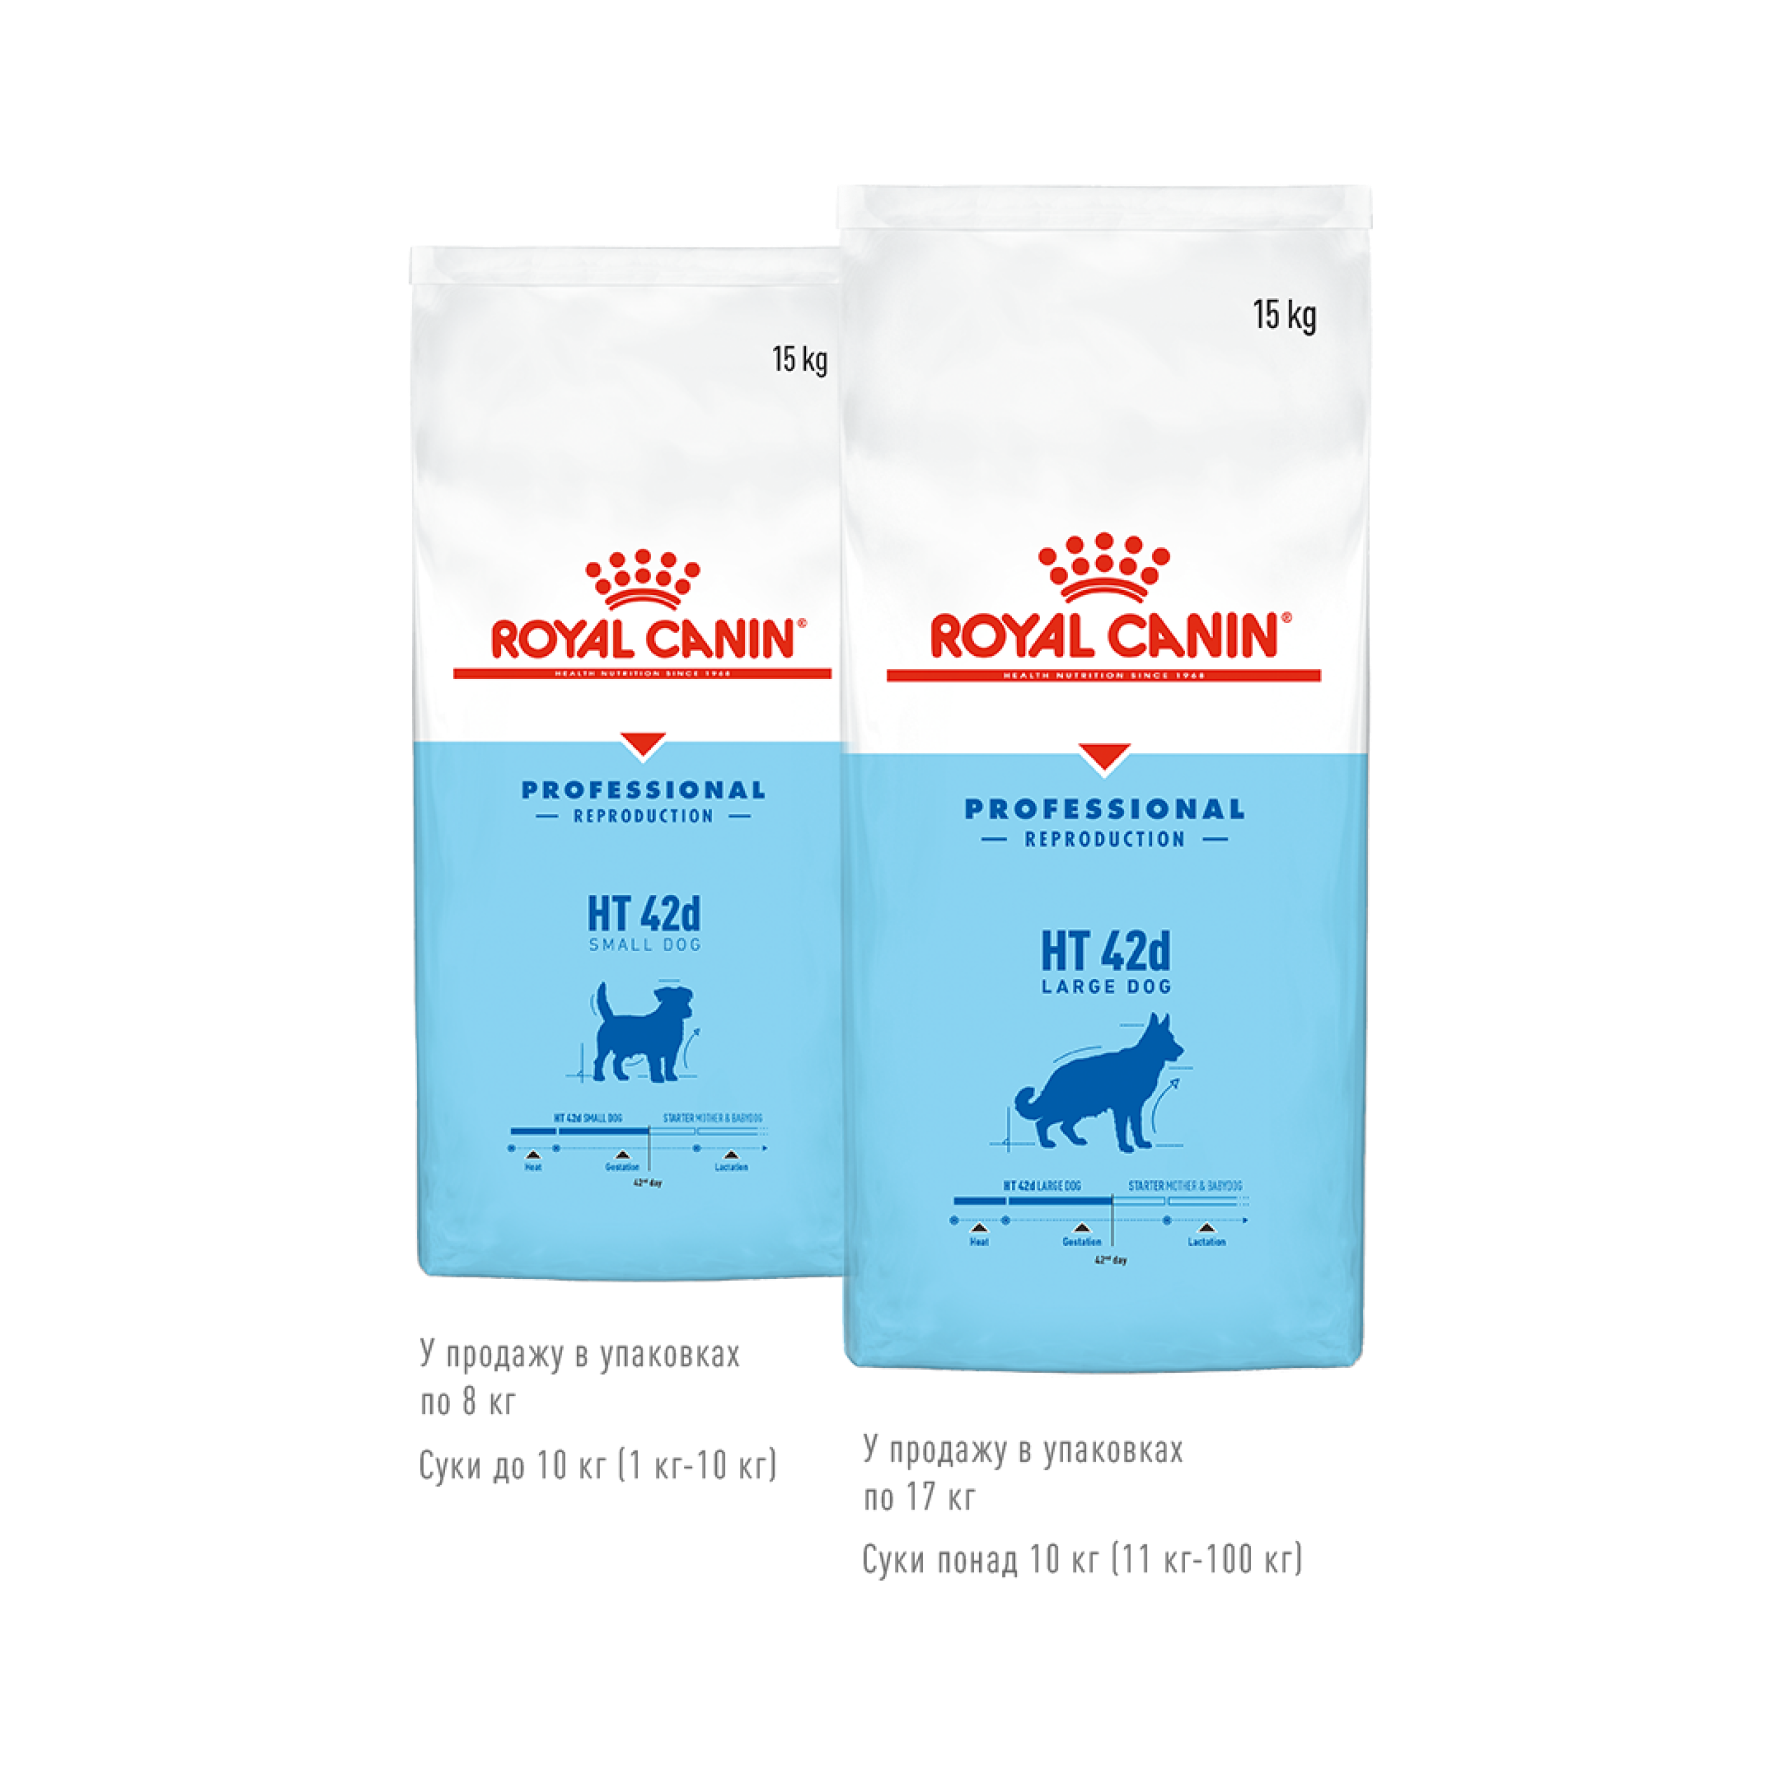 15 kg
ROYAL CANIN®
HEALTH NUTRITION SINCE 1968
PROFESSIONAL
REPRODUCTION
HT 42d
SMALL DOG
HT 42d SMALL DOG STARTER MOTHER & BABYDOG
Heat Gestation Lactation
42nd day
У продажу в упаковках
по 8 кг
Суки до 10 кг (1 кг-10 кг)
15 kg
ROYAL CANIN®
HEALTH NUTRITION SINCE 1968
PROFESSIONAL
REPRODUCTION
HT 42d
LARGE DOG
HT 42d LARGE DOG STARTER MOTHER & BABYDOG
Heat Gestation Lactation
42nd day
У продажу в упаковках
по 17 кг
Суки понад 10 кг (11 кг-100 кг)